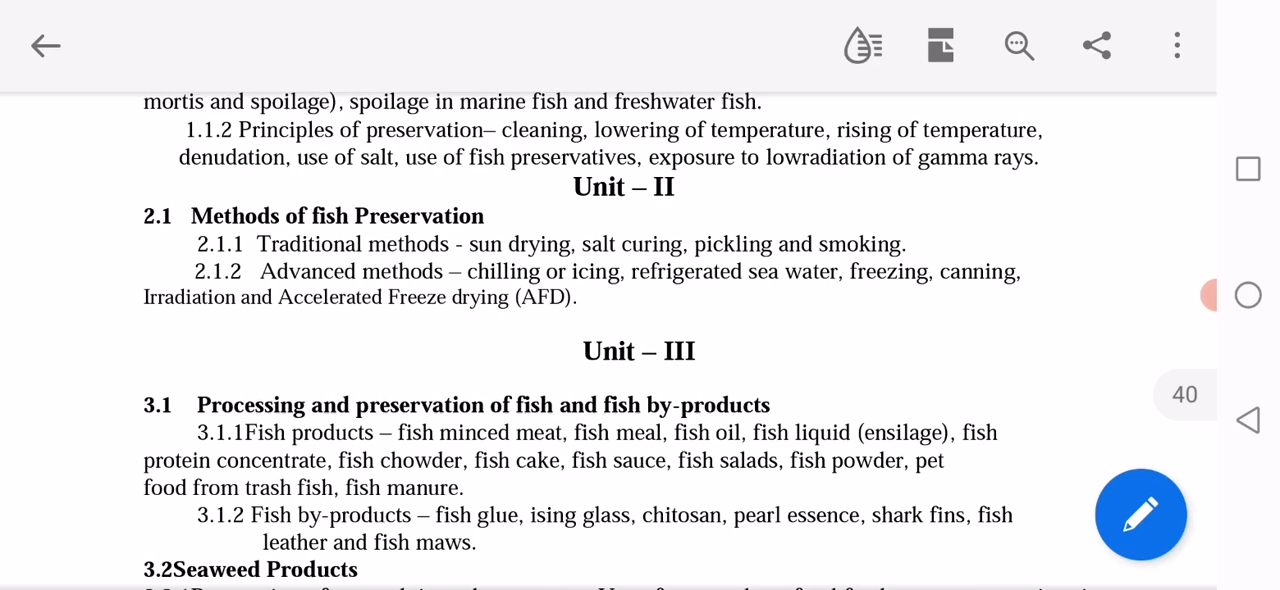 mortis and spoilage), spoilage in marine fish and freshwater fish.
1.1.2 Principles of preservation– cleaning, lowering of temperature, rising of temperature,
denudation, use of salt, use of fish preservatives, exposure to lowradiation of gamma rays.
Unit – II
2.1 Methods of fish Preservation
2.1.1 Traditional methods - sun drying, salt curing, pickling and smoking.
2.1.2 Advanced methods – chilling or icing, refrigerated sea water, freezing, canning,
Irradiation and Accelerated Freeze drying (AFD).
Unit – III
40
3.1 Processing and preservation of fish and fish by-products
3.1.1Fish products – fish minced meat, fish meal, fish oil, fish liquid (ensilage), fish
protein concentrate, fish chowder, fish cake, fish sauce, fish salads, fish powder, pet
food from trash fish, fish manure.
3.1.2 Fish by-products – fish glue, ising glass, chitosan, pearl essence, shark fins, fish
leather and fish maws.
3.2Seaweed Products